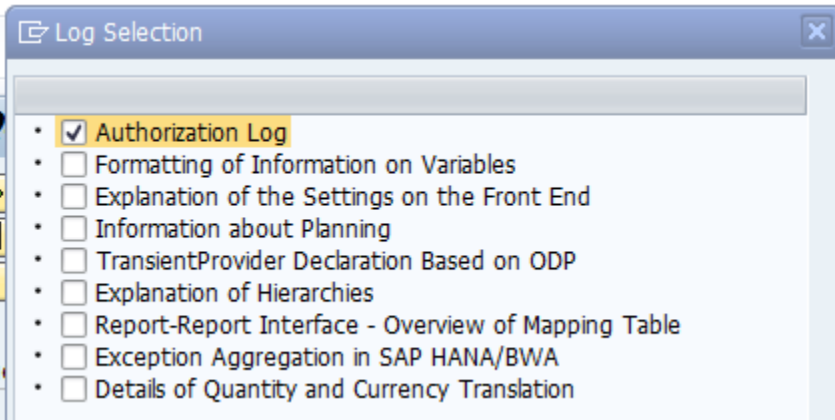 Log Selection
Authorization Log
Formatting of Information on Variables
Explanation of the Settings on the Front End
Information about Planning
TransientProvider Declaration Based on ODP
Explanation of Hierarchies
Report-Report Interface - Overview of Mapping Table
Exception Aggregation in SAP HANA/BWA
Details of Quantity and Currency Translation